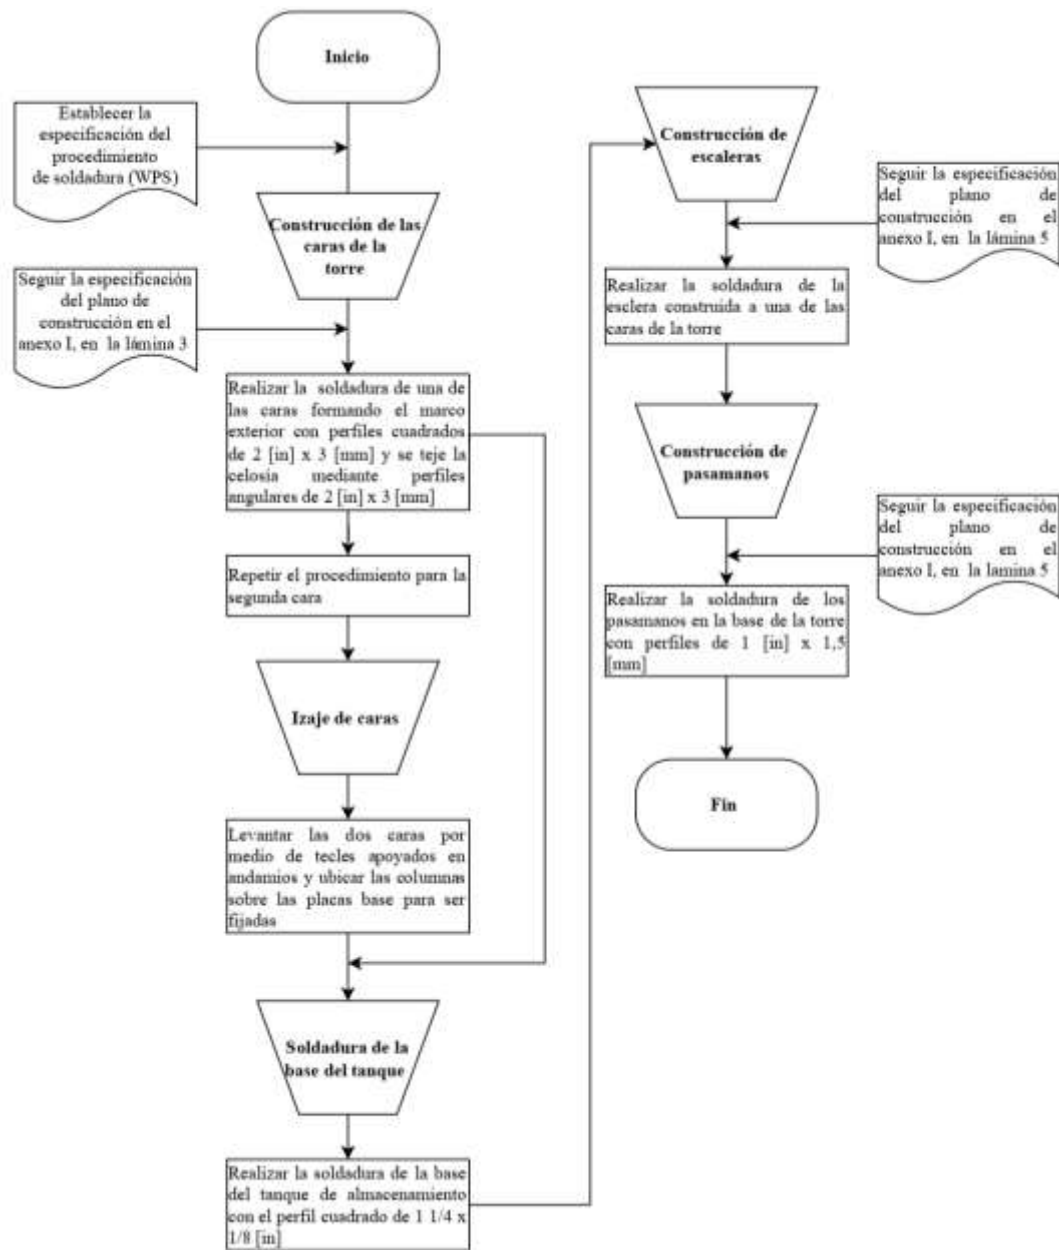 Inicio
Establecer la
especificación del
procedimiento
de soldadura (WPS)
Construcción de las
caras de la
torre
Seguir la especificación
del plano de
construcción en el
anexo I, en la lámina 3
Realizar la soldadura de una de
las caras formando el marco
exterior con perfiles cuadrados
de 2 [in] x 3 [mm] y se teje la
celosía mediante perfiles
angulares de 2 [in] x 3 [mm]
Repetir el procedimiento para la
segunda cara
Izaje de caras
Levantar las dos caras por
medio de tecles apoyados en
andamios y ubicar las columnas
sobre las placas base para ser
fijadas
Soldadura de la
base del tanque
Realizar la soldadura de la base
del tanque de almacenamiento
con el perfil cuadrado de 1 1/4 x
1/8 [in]
Construcción de
escaleras
Seguir la especificación
del plano de
construcción en el
anexo I, en la lámina 5
Realizar la soldadura de la
esclera construida a una de las
caras de la torre
Construcción de
pasamanos
Seguir la especificación
del plano de
construcción en el
anexo I, en la lamina 5
Realizar la soldadura de los
pasamanos en la base de la torre
con perfiles de 1 [in] x 1,5
[mm]
Fin